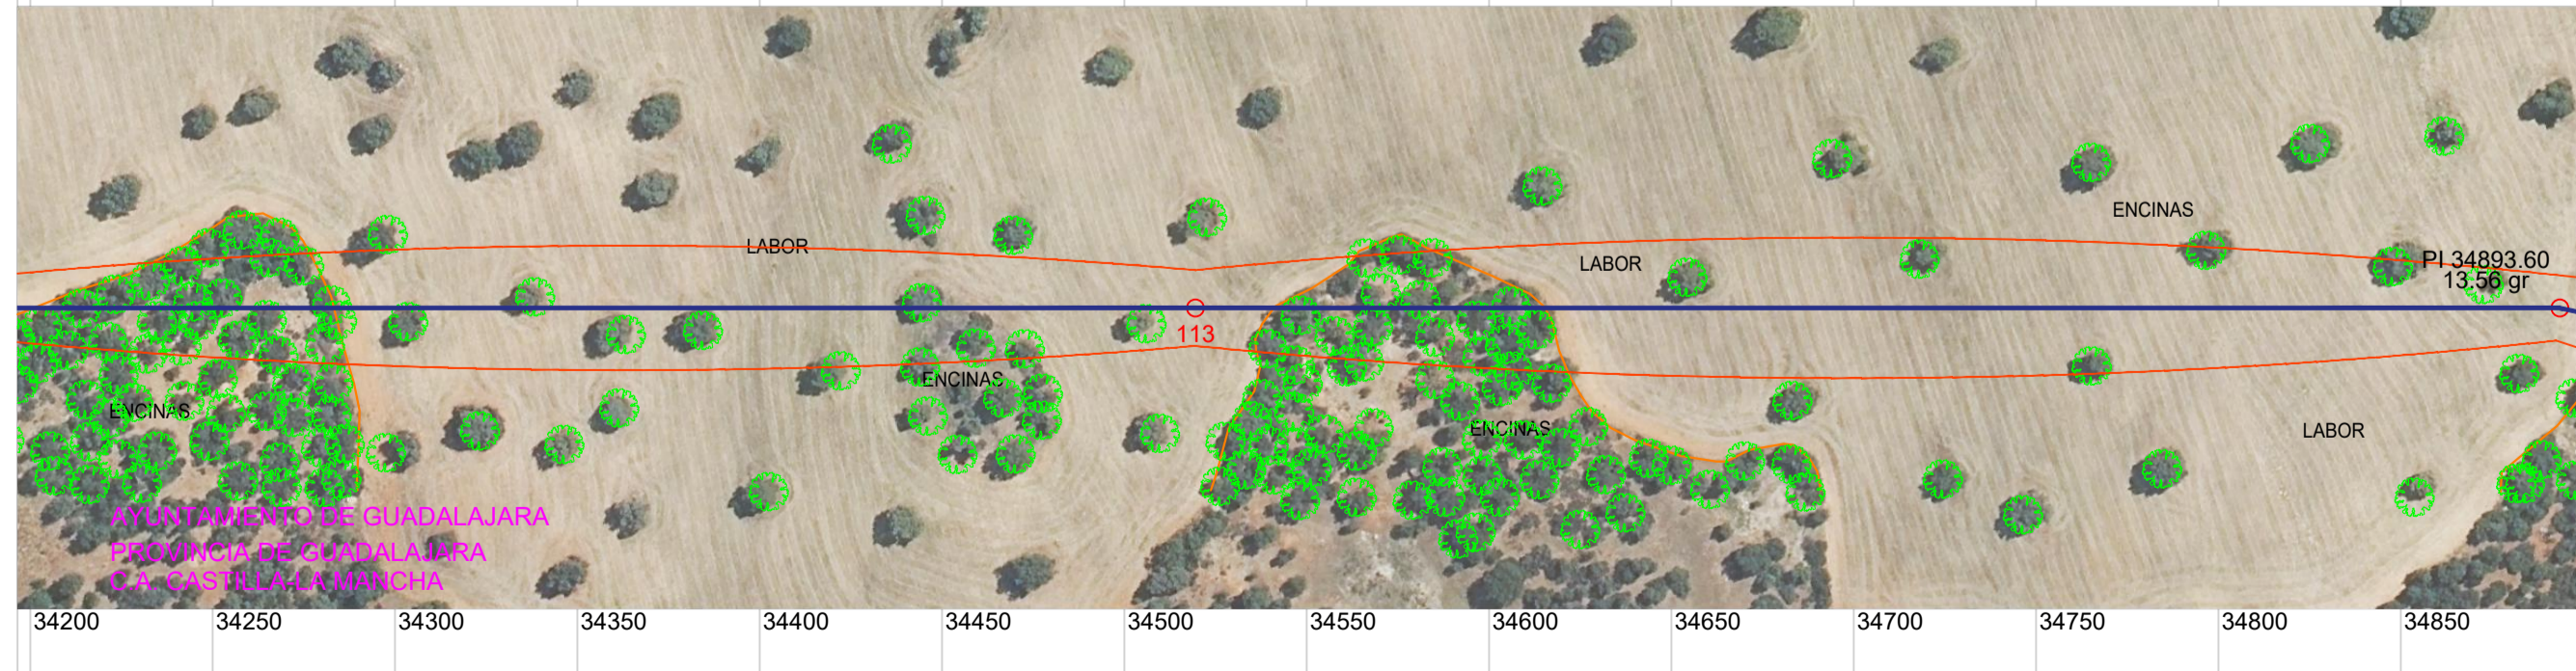 ENCINAS
LABOR
LABOR
PI 34893.60
13.56 gr
113
ENCINAS
ENCINAS
ENCINAS
LABOR
AYUNTAMIENTO DE GUADALAJARA
PROVINCIA DE GUADALAJARA
C.A. CASTILLA-LA MANCHA
34200 34250 34300 34350 34400 34450 34500 34550 34600 34650 34700 34750 34800 34850